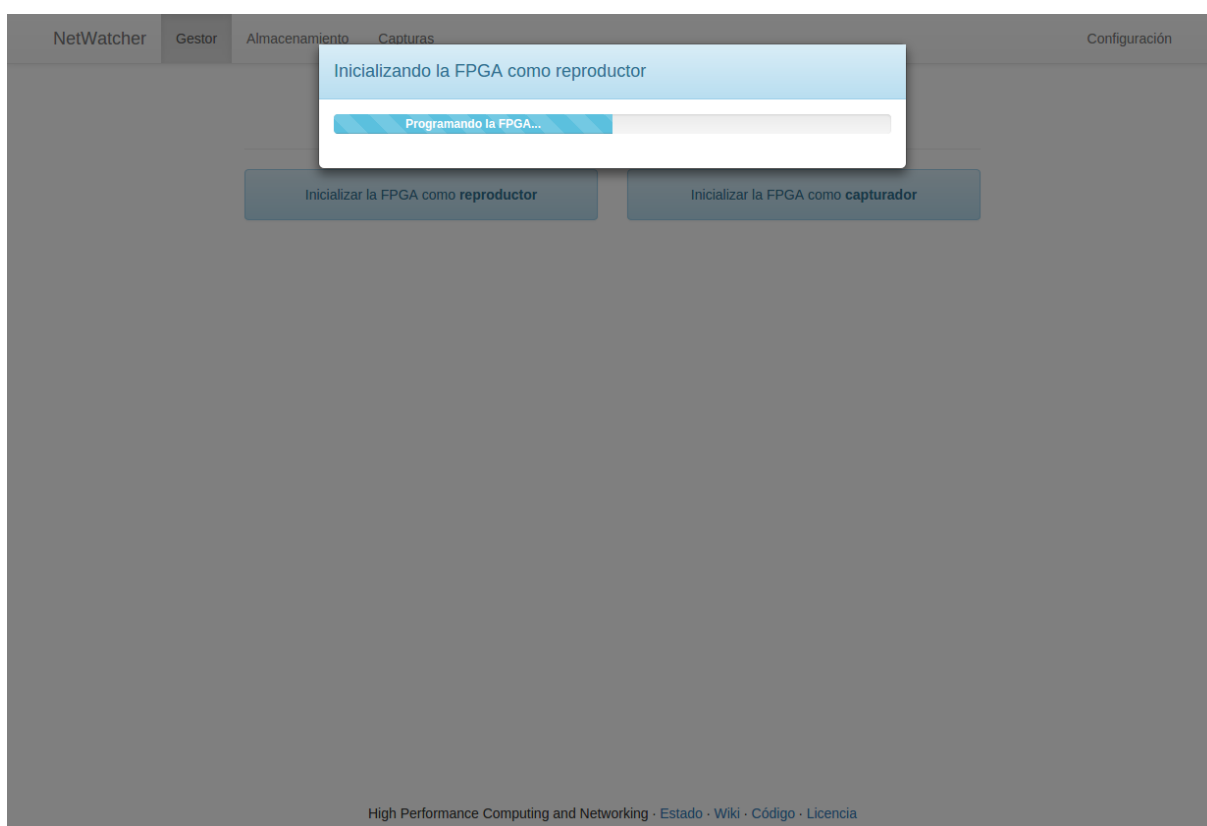 NetWatcher Gestor Almacenamiento Capturas Configuración
Inicializando la FPGA como reproductor
Programando la FPGA...
Inicializar la FPGA como reproductor Inicializar la FPGA como capturador
High Performance Computing and Networking · Estado · Wiki · Código · Licencia